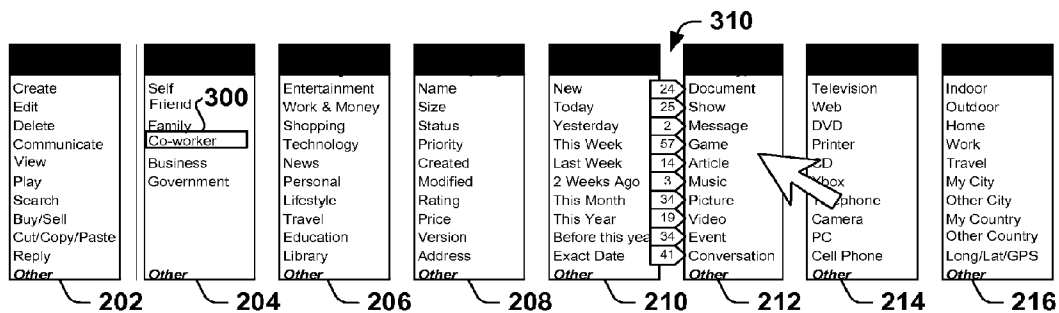 310
Create
Edit
Delete
Communicate
View
Play
Search
Buy/Sell
Cut/Copy/Paste
Reply
Other
202
Self
Friend
300
Family
Co-worker
Business
Government
Other
204
Entertainment
Work & Money
Shopping
Technology
News
Personal
Lifestyle
Travel
Education
Library
Other
206
Name
Size
Status
Priority
Created
Modified
Rating
Price
Version
Address
Other
208
New
Today
Yesterday
This Week
Last Week
2 Weeks Ago
This Month
This Year
Before this yea
Exact Date
Other
210
24 Document
25 Show
2 Message
57 Game
14 Article
3 Music
34 Picture
19 Video
34 Event
41 Conversation
Other
212
Television
Web
DVD
Printer
CD
Xbox
phone
Camera
PC
Cell Phone
Other
214
Indoor
Outdoor
Home
Work
Travel
My City
Other City
My Country
Other Country
Long/Lat/GPS
Other
216